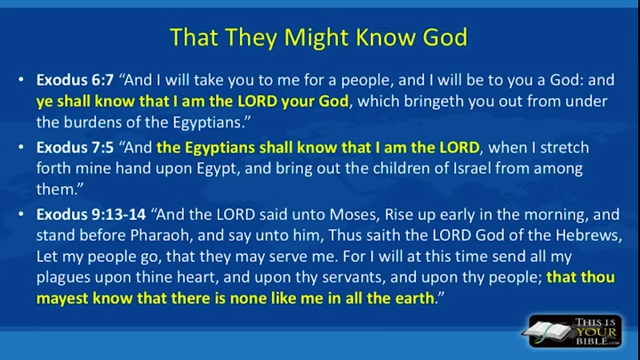 That They Might Know God
• Exodus 6:7 “And I will take you to me for a people, and I will be to you a God: and
ye shall know that I am the LORD your God, which bringeth you out from under
the burdens of the Egyptians.”
• Exodus 7:5 “And the Egyptians shall know that I am the LORD, when I stretch
forth mine hand upon Egypt, and bring out the children of Israel from among
them.”
• Exodus 9:13-14 “And the LORD said unto Moses, Rise up early in the morning, and
stand before Pharaoh, and say unto him, Thus saith the LORD God of the Hebrews,
Let my people go, that they may serve me. For I will at this time send all my
plagues upon thine heart, and upon thy servants, and upon thy people; that thou
mayest know that there is none like me in all the earth.”
THIS IS
YOUR
BIBLE.com